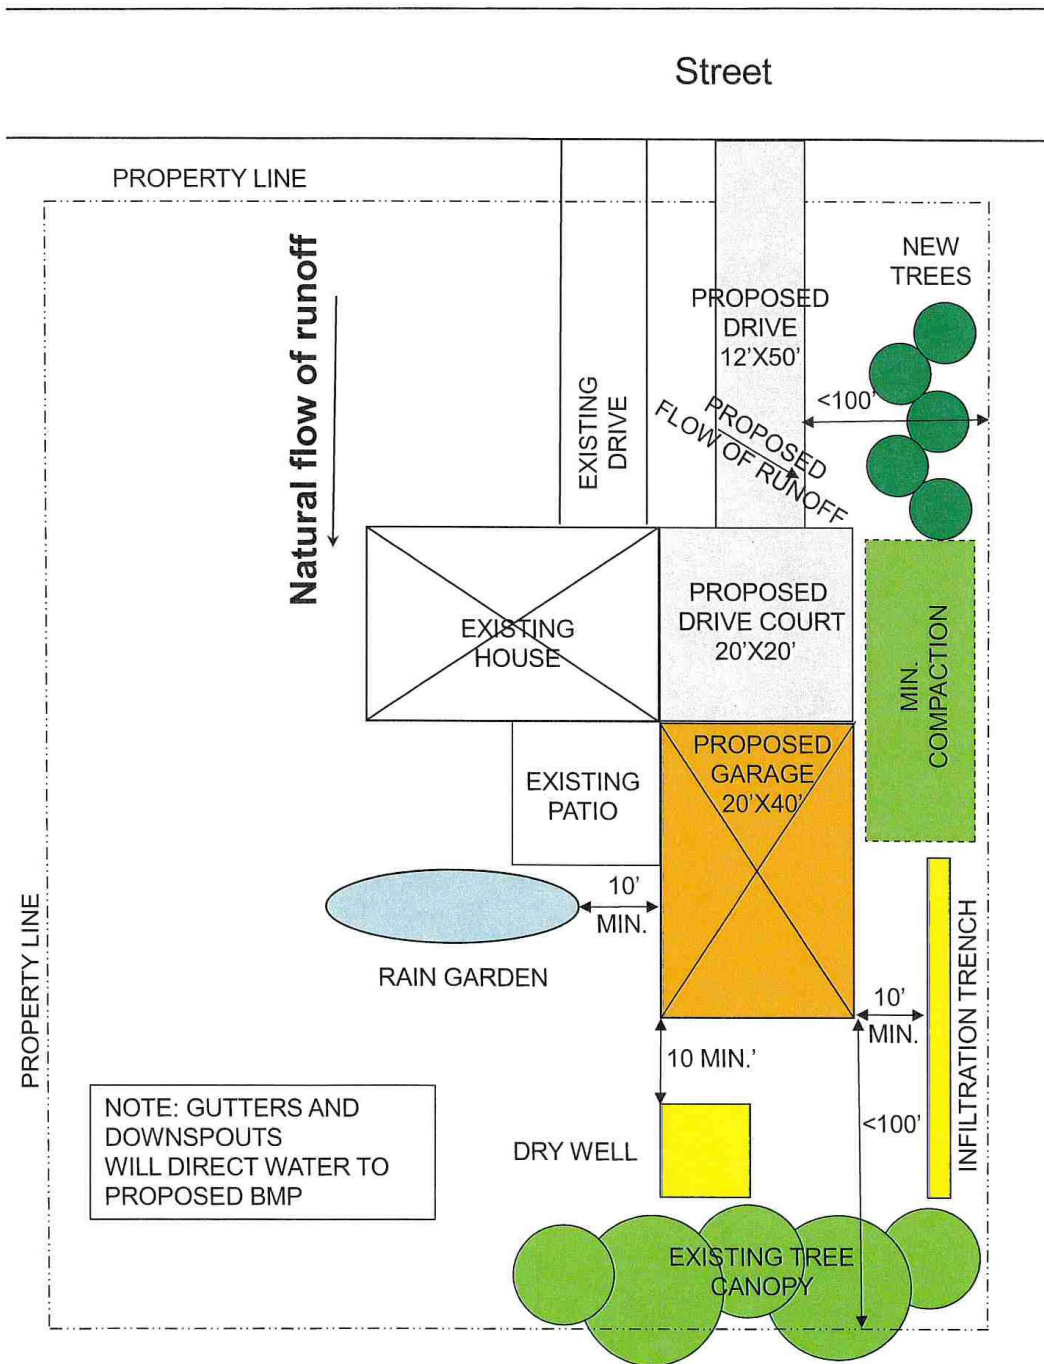 Street
PROPERTY LINE
Natural flow of runoff
NEW
TREES
PROPOSED
DRIVE
12'X50'
<100'
EXISTING
DRIVE
PROPOSED
FLOW OF RUNOFF
EXISTING
HOUSE
PROPOSED
DRIVE COURT
20'X20'
MIN.
COMPACTION
PROPOSED
GARAGE
20'X40'
EXISTING
PATIO
10'
MIN.
RAIN GARDEN
PROPERTY LINE
10'
MIN.
INFILTRATION TRENCH
10 MIN.'
<100'
NOTE: GUTTERS AND
DOWNSPOUTS
WILL DIRECT WATER TO
PROPOSED BMP
DRY WELL
EXISTING TREE
CANOPY